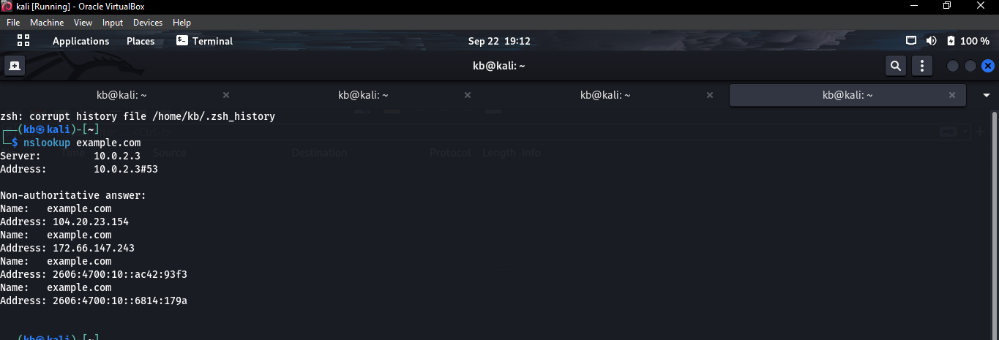 kali [Running] - Oracle VirtualBox
File Machine View Input Devices Help
Applications Places Terminal Sep 22 19:12 100 %
kb@kali: ~
kb@kali: ~ kb@kali: ~ kb@kali: ~ kb@kali: ~
zsh: corrupt history file /home/kb/.zsh_history
(kb㉿kali)-[~]
$ nslookup example.com
Time Source Destination Protocol Length Info
Server: 10.0.2.3
Address: 10.0.2.3#53
Non-authoritative answer:
Name: example.com
Address: 104.20.23.154
Name: example.com
Address: 172.66.147.243
Name: example.com
Address: 2606:4700:10::ac42:93f3
Name: example.com
Address: 2606:4700:10::6814:179a
(kb㉿kali)-[~]